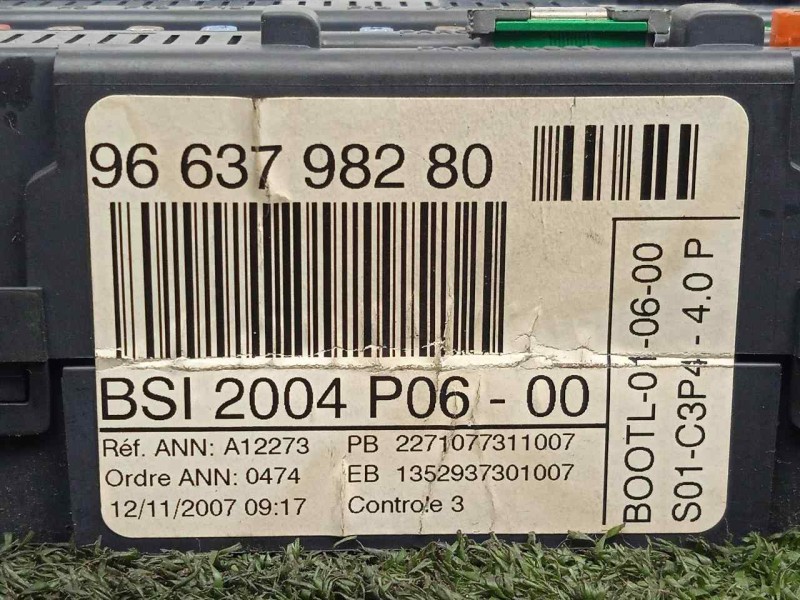 96 637 982 80
BSI 2004 P06 - 00
Réf. ANN: A12273 PB 2271077311007
Ordre ANN: 0474 EB 1352937301007
12/11/2007 09:17 Controle 3
BOOTL-01-06-00
S01-C3P4 - 4.0 P